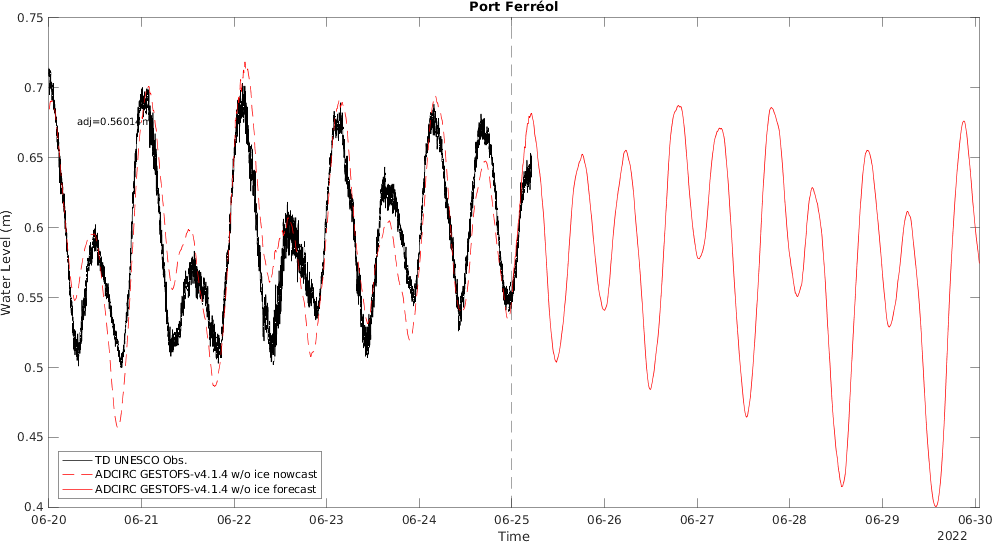 Port Ferréol
0.75
0.7
0.65
0.6
0.55
0.5
0.45
0.4
Water Level (m)
adj=0.56014m
TD UNESCO Obs.
ADCIRC GESTOFS-v4.1.4 w/o ice nowcast
ADCIRC GESTOFS-v4.1.4 w/o ice forecast
06-20 06-21 06-22 06-23 06-24 06-25 06-26 06-27 06-28 06-29 06-30
Time
2022